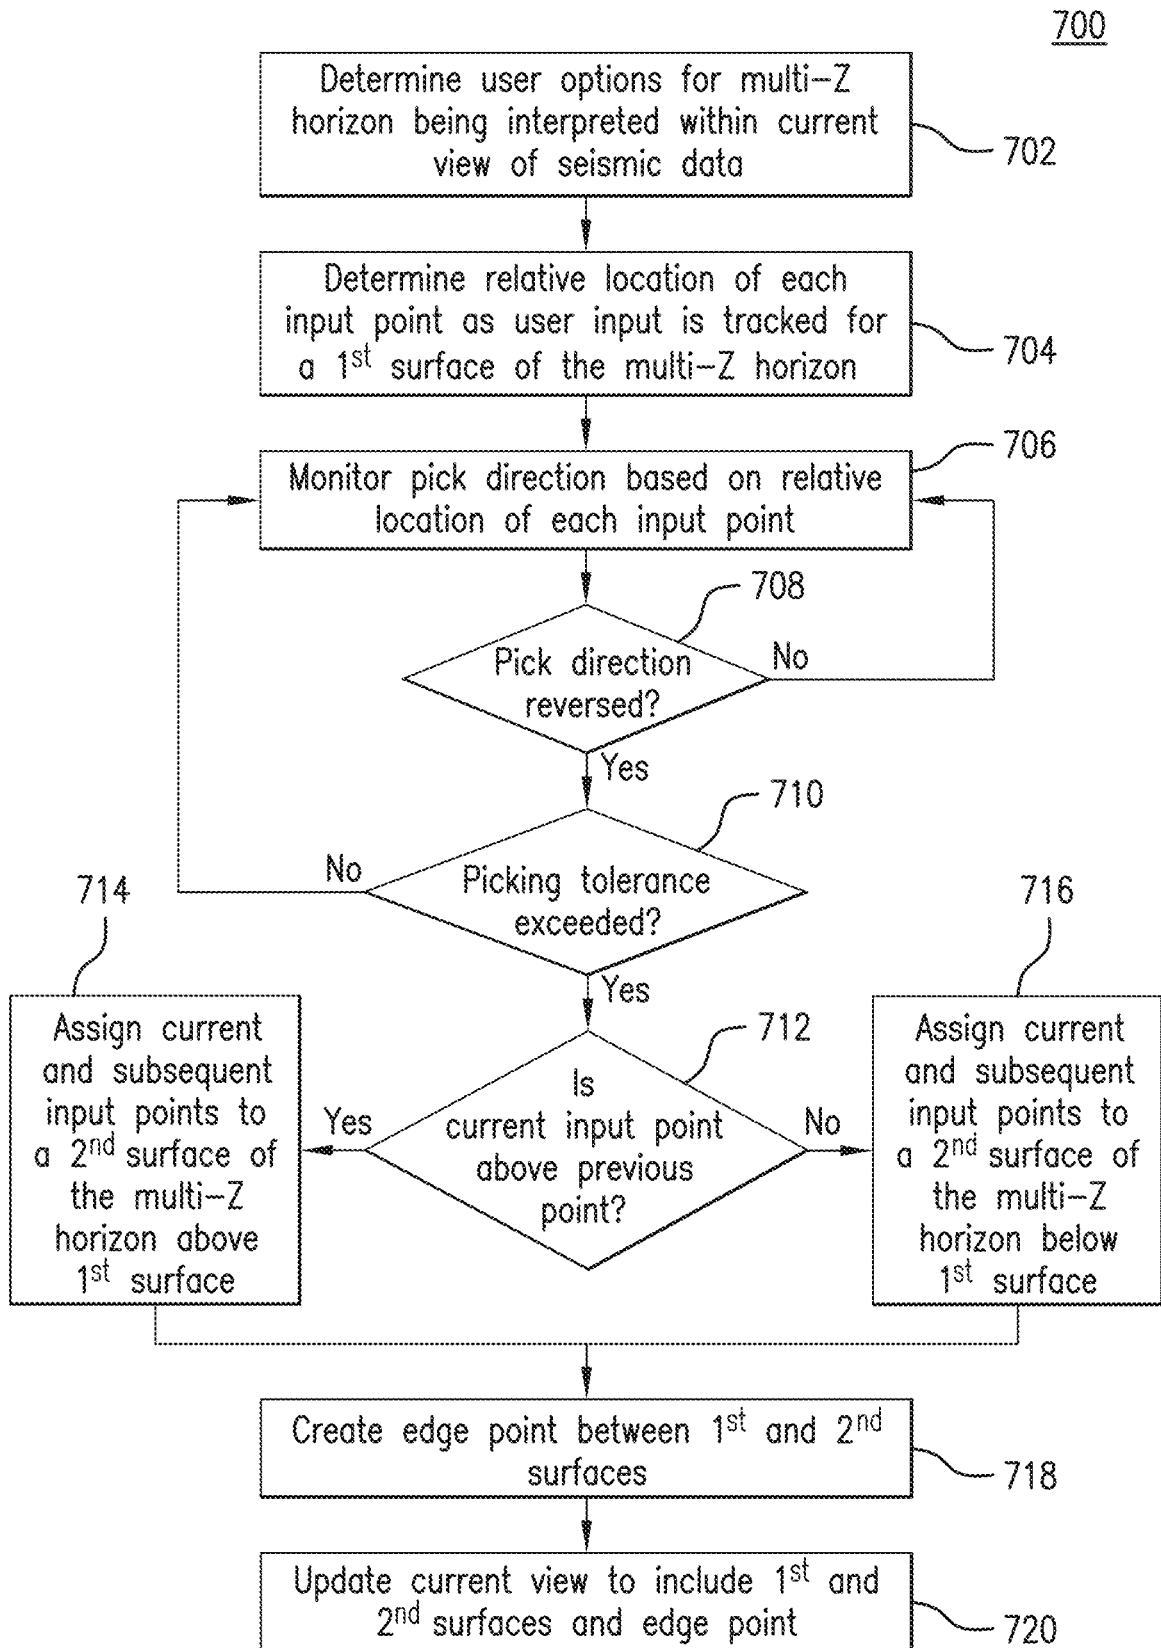 700
Determine user options for multi-Z
horizon being interpreted within current
view of seismic data
702
Determine relative location of each
input point as user input is tracked for
a 1st surface of the multi-Z horizon
704
Monitor pick direction based on relative
location of each input point
706
Pick direction
reversed?
708
No
Yes
Picking tolerance
exceeded?
710
No
Yes
Is
current input point
above previous
point?
712
Yes
No
714
Assign current
and subsequent
input points to
a 2nd surface of
the multi-Z
horizon above
1st surface
716
Assign current
and subsequent
input points to
a 2nd surface of
the multi-Z
horizon below
1st surface
Create edge point between 1st and 2nd
surfaces
718
Update current view to include 1st and
2nd surfaces and edge point
720